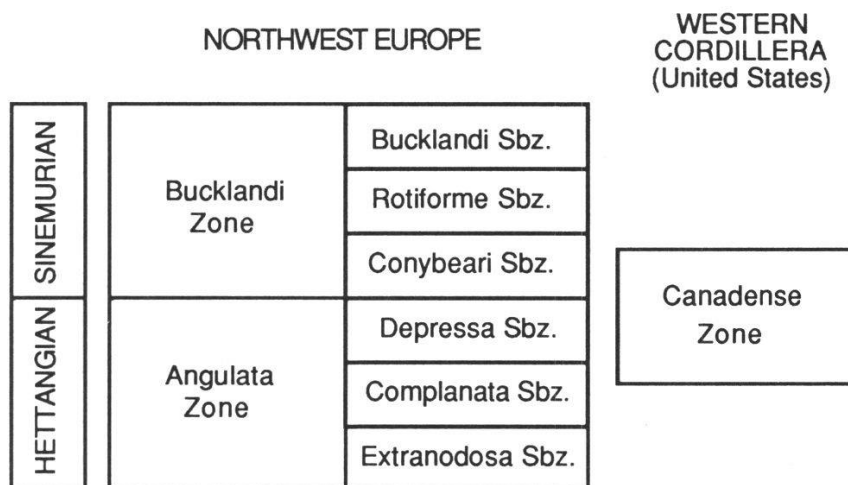 NORTHWEST EUROPE
WESTERN
CORDILLERA
(United States)
SINEMURIAN
Bucklandi
Zone
Bucklandi Sbz.
Rotiforme Sbz.
Conybeari Sbz.
HETTANGIAN
Angulata
Zone
Depressa Sbz.
Complanata Sbz.
Extranodosa Sbz.
Canadense
Zone